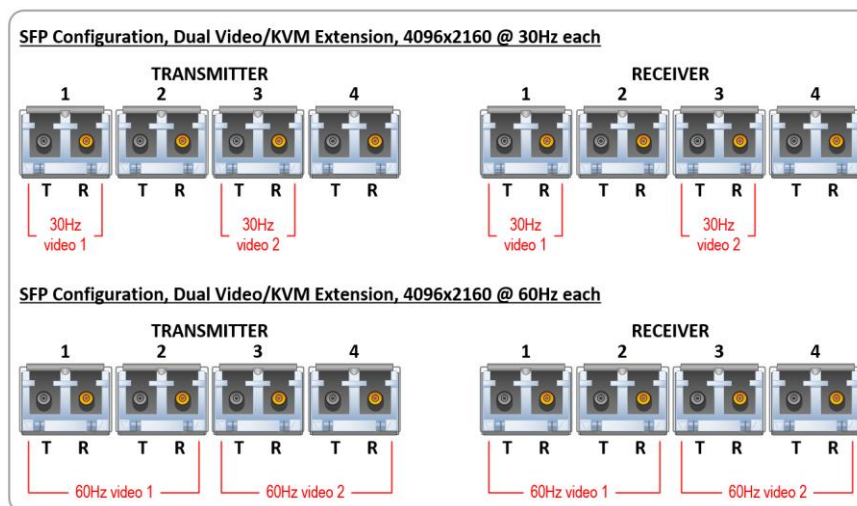 SFP Configuration, Dual Video/KVM Extension, 4096x2160 @ 30Hz each
TRANSMITTER RECEIVER
1 2 3 4 1 2 3 4
T R T R T R T R T R T R T R T R
30Hz 30Hz 30Hz 30Hz
video 1 video 2 video 1 video 2
SFP Configuration, Dual Video/KVM Extension, 4096x2160 @ 60Hz each
TRANSMITTER RECEIVER
1 2 3 4 1 2 3 4
T R T R T R T R T R T R T R T R
60Hz video 1 60Hz video 2 60Hz video 1 60Hz video 2